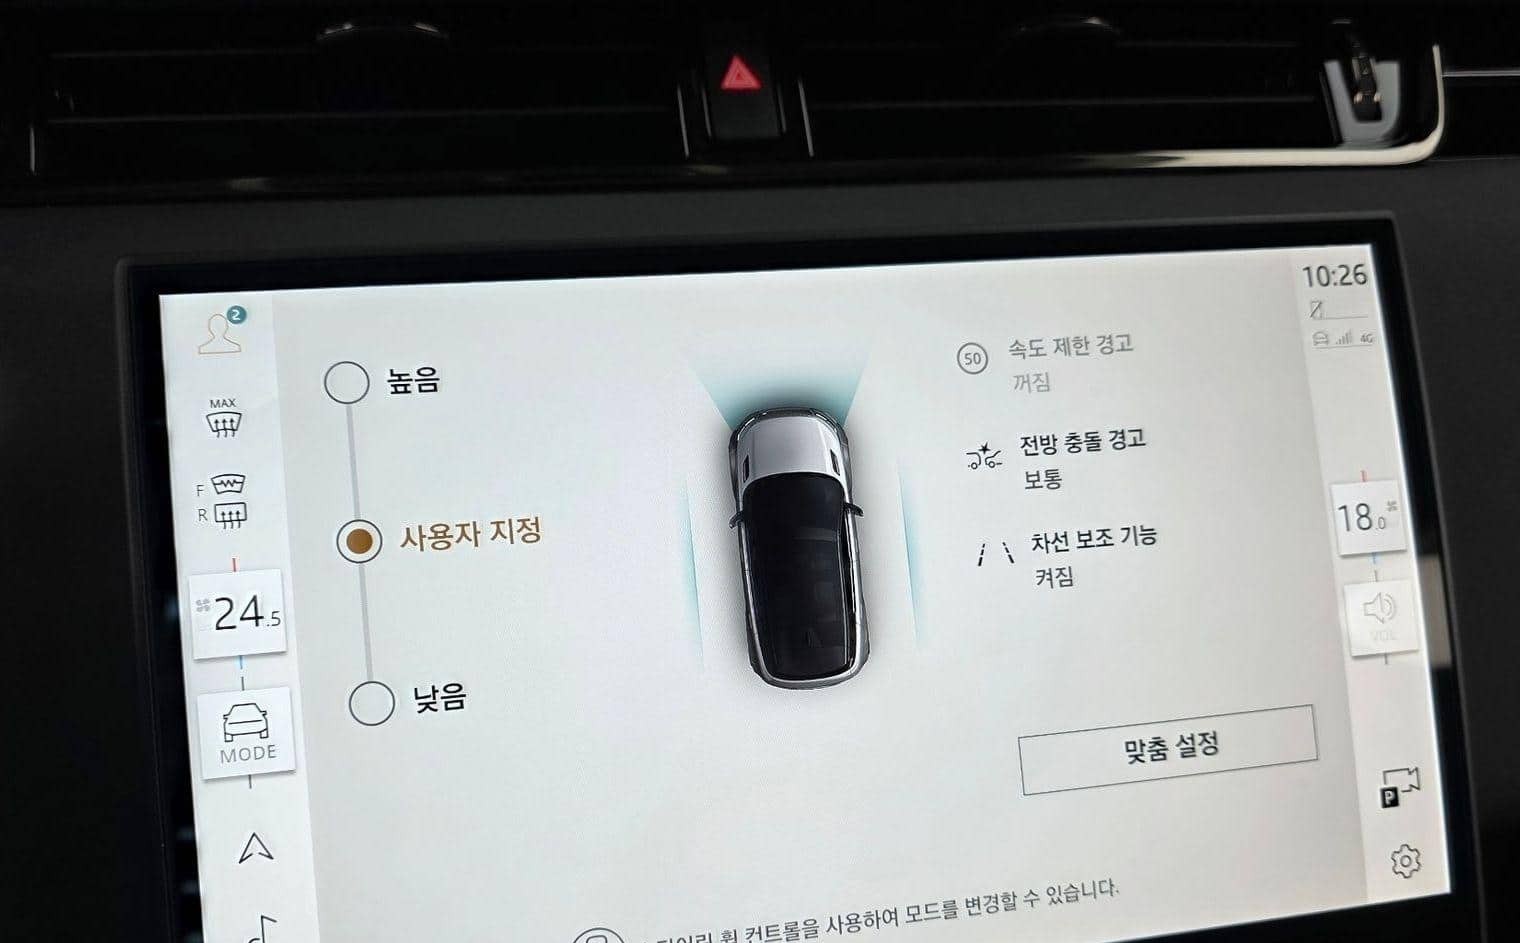 2
MAX
F
R
24.5
MODE
높음
사용자 지정
낮음
50
속도 제한 경고
꺼짐
전방 충돌 경고
보통
차선 보조 기능
켜짐
맞춤 설정
휠 컨트롤을 사용하여 모드를 변경할 수 있습니다.
10:26
4G
18.0
VOL
P